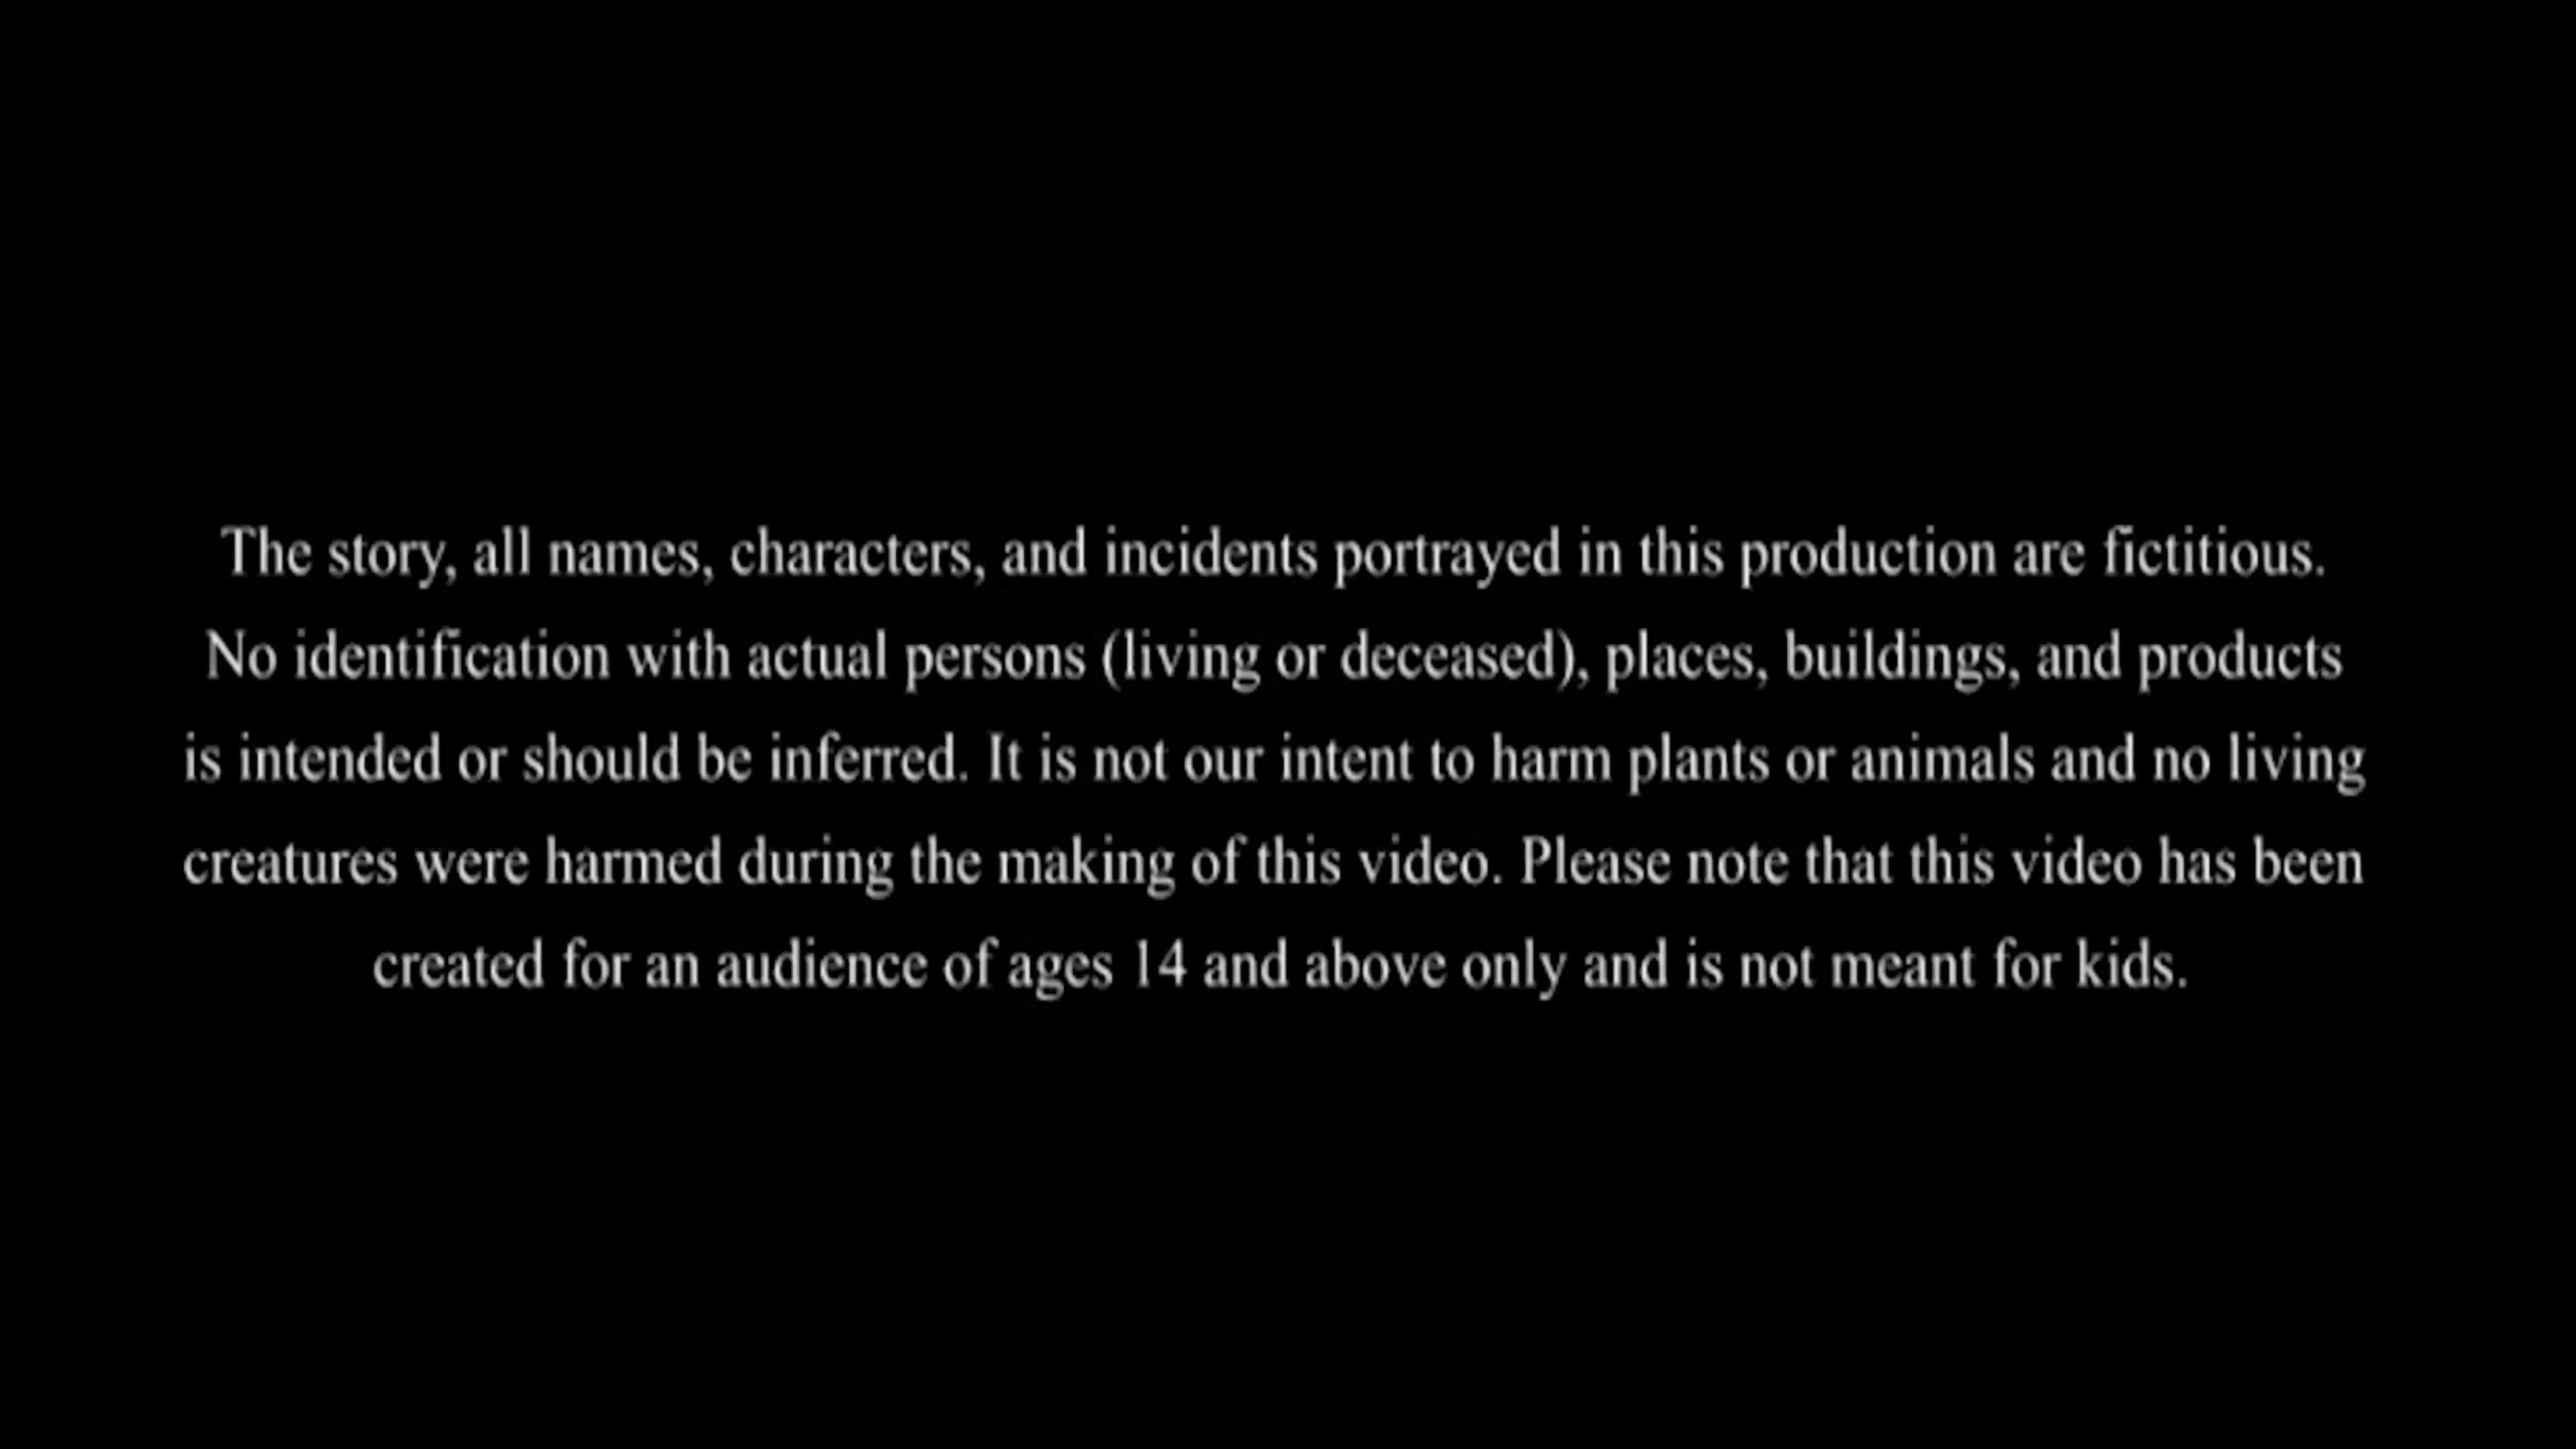 The story, all names, characters, and incidents portrayed in this production are fictitious.
No identification with actual persons (living or deceased), places, buildings, and products
is intended or should be inferred. It is not our intent to harm plants or animals and no living
creatures were harmed during the making of this video. Please note that this video has been
created for an audience of ages 14 and above only and is not meant for kids.